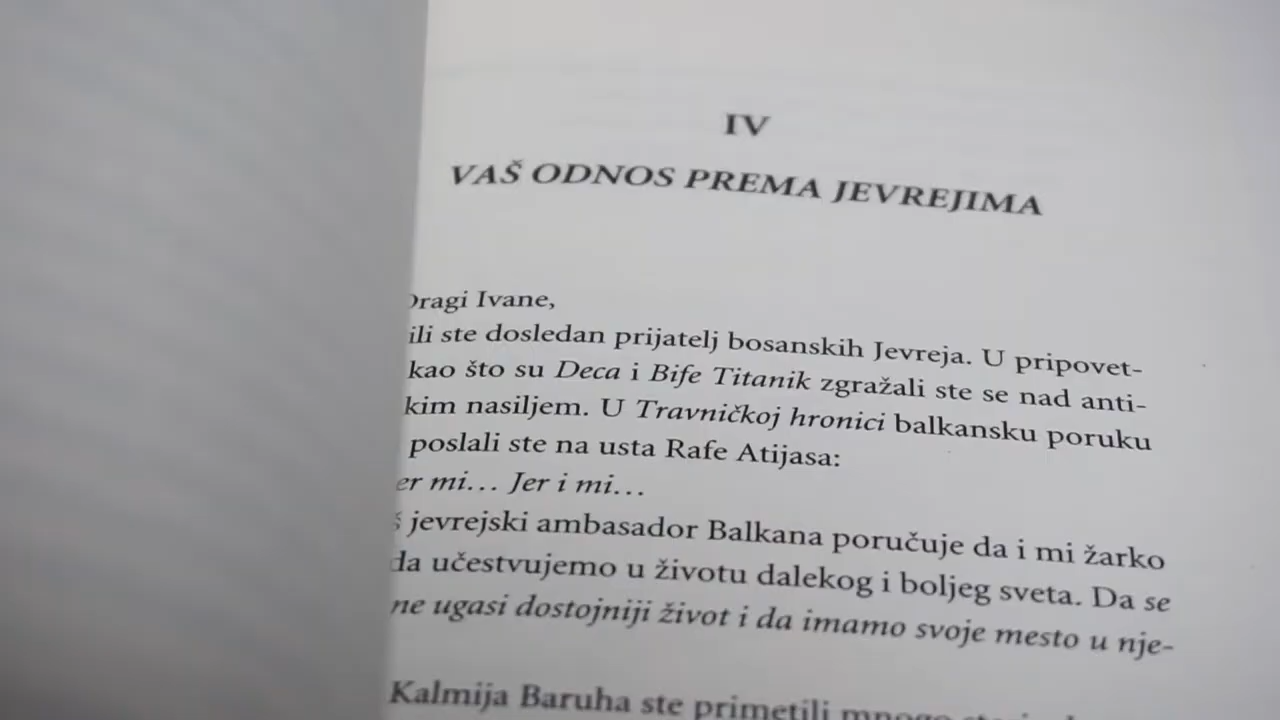 IV
VAŠ ODNOS PREMA JEVREJIMA
Dragi Ivane,
ili ste dosledan prijatelj bosanskih Jevreja. U pripovet-
kao što su Deca i Bife Titanik zgražali ste se nad anti-
kim nasiljem. U Travničkoj hronici balkansku poruku
poslali ste na usta Rafe Atijasa:
er mi... Jer i mi...
š jevrejski ambasador Balkana poručuje da i mi žarko
da učestvujemo u životu dalekog i boljeg sveta. Da se
ne ugasi dostojniji život i da imamo svoje mesto u nje-
Kalmija Baruha ste primetili mnogo